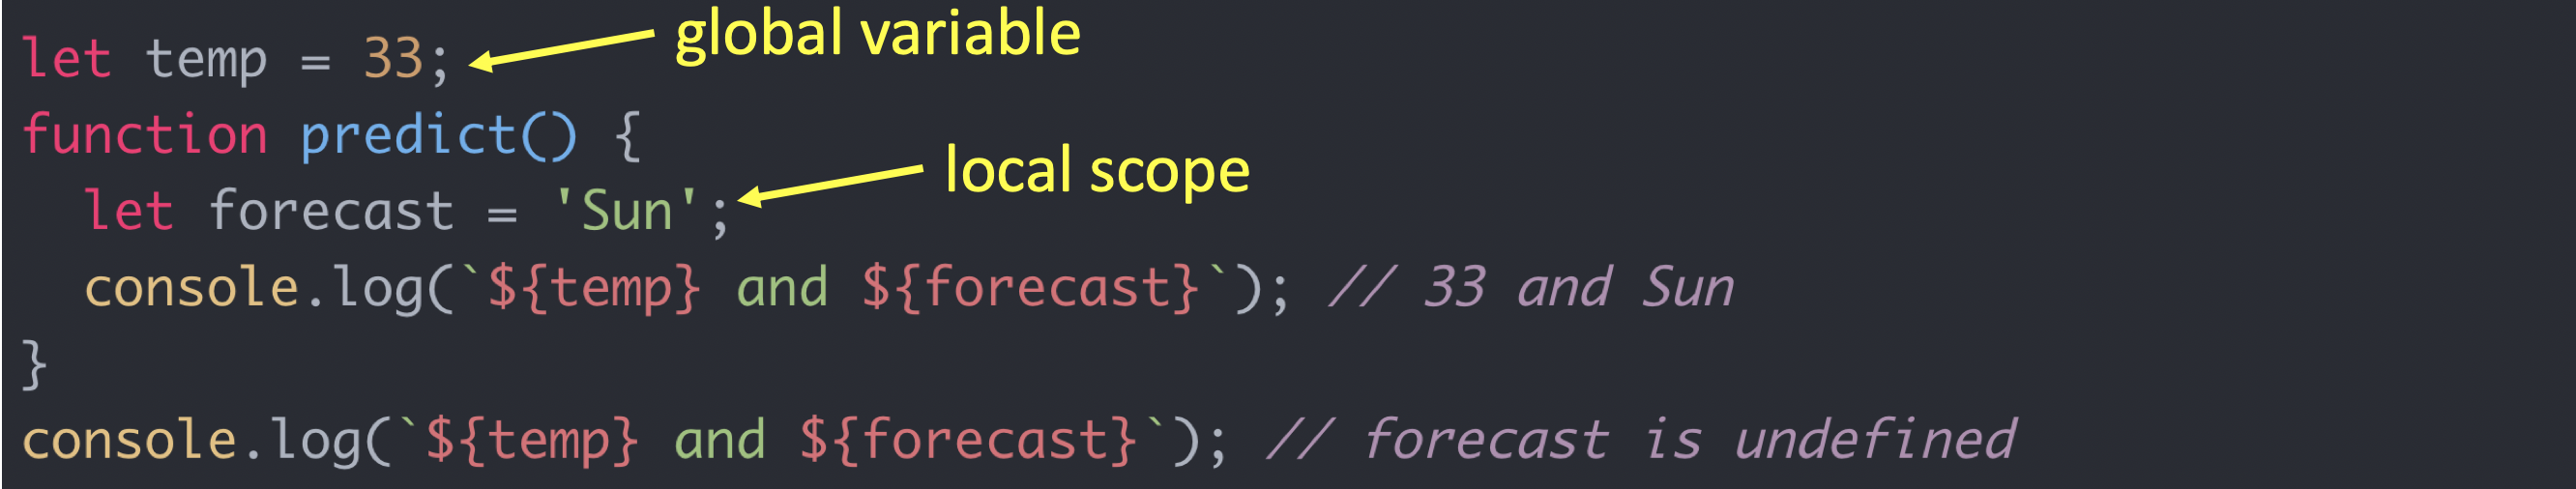 let temp = 33; global variable
function predict() {
local scope
let forecast = 'Sun';
console.log(`${temp} and ${forecast}`); // 33 and Sun
}
console.log(`${temp} and ${forecast}`); // forecast is undefined